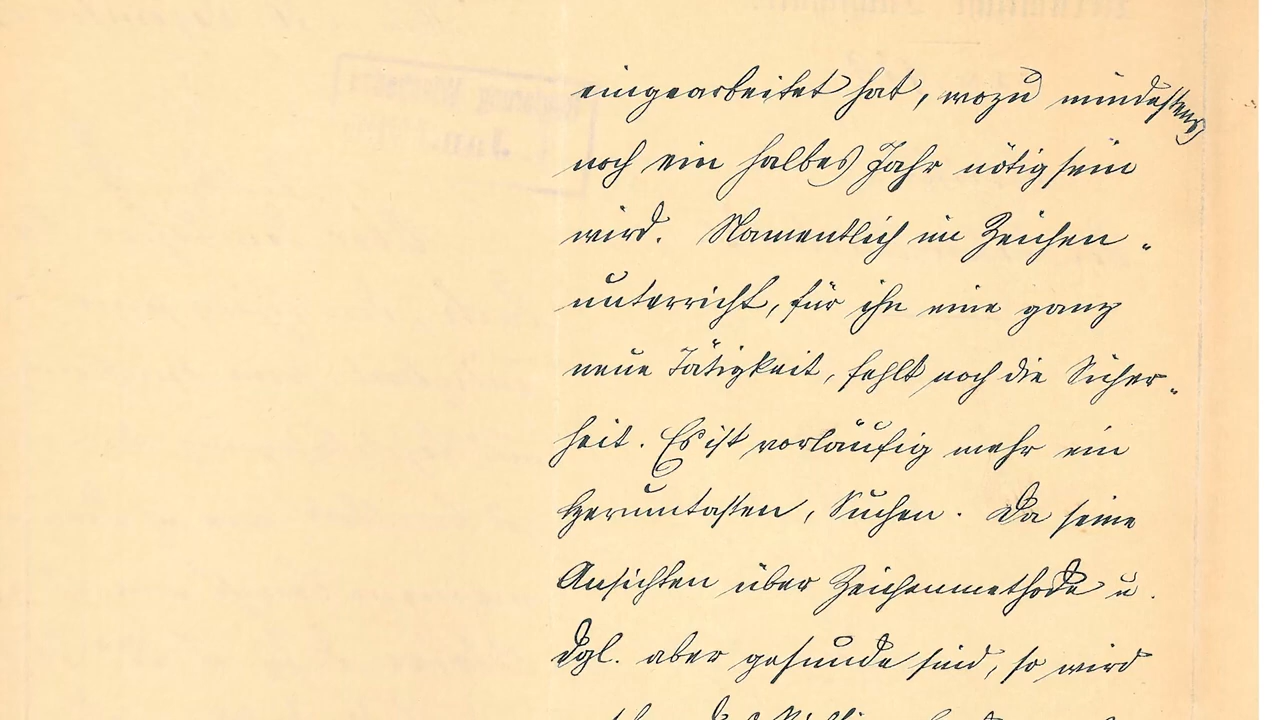 eingearbeitet hat, wozu mindestens
noch ein halbes Jahr nötig sein
wird. Namentlich im Zeichen-
unterricht, für ihn eine ganz
neue Tätigkeit, fehlt noch die Sicher-
heit. Es ist vorläufig mehr ein
Herumtasten, Suchen. Da seine
Ansichten über Zeichenmethode u.
dgl. aber gesunde sind, so wird